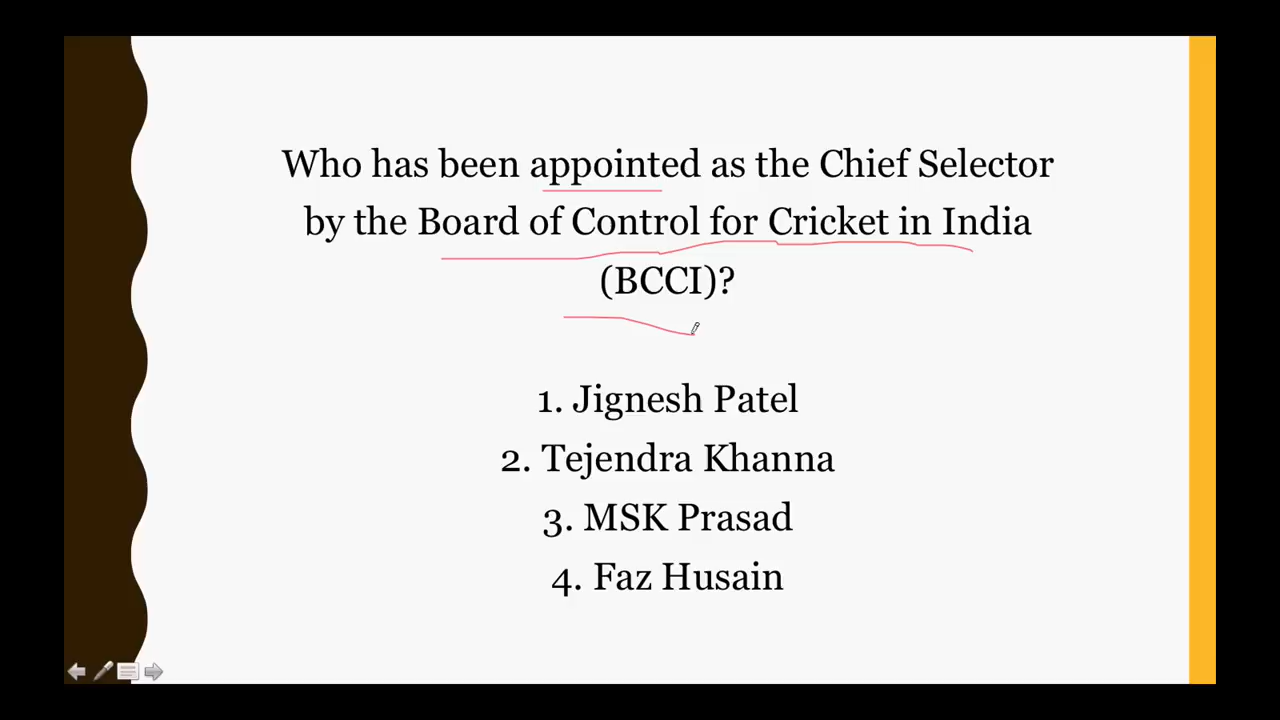 Who has been appointed as the Chief Selector
by the Board of Control for Cricket in India
(BCCI)?
1. Jignesh Patel
2. Tejendra Khanna
3. MSK Prasad
4. Faz Husain